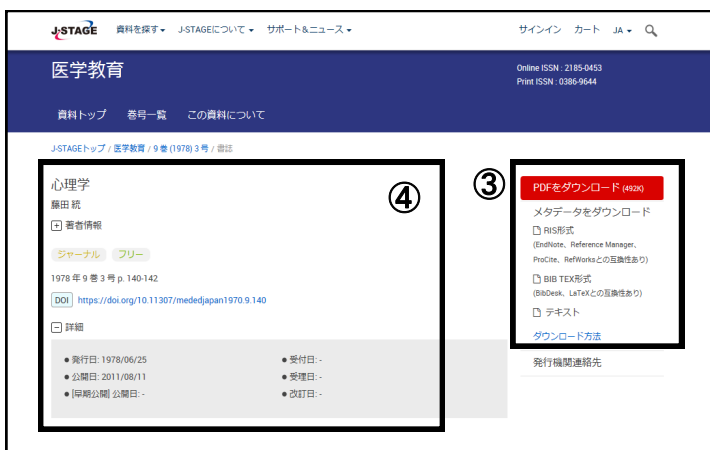 J-STAGE 資料を探す▾ J-STAGEについて▾ サポート&ニュース▾ サインイン カート JA▾
医学教育
Online ISSN : 2185-0453
Print ISSN : 0386-9644
資料トップ 巻号一覧 この資料について
J-STAGEトップ / 医学教育 / 9 巻 (1978) 3 号 / 書誌
④
心理学
藤田 統
+ 著者情報
ジャーナル フリー
1978 年 9 巻 3 号 p. 140-142
DOI https://doi.org/10.11307/mededjapan1970.9.140
− 詳細
● 発行日: 1978/06/25 ● 受付日: -
● 公開日: 2011/08/11 ● 受理日: -
● [早期公開] 公開日: - ● 改訂日: -
③
PDFをダウンロード (492K)
メタデータをダウンロード
RIS形式
(EndNote、Reference Manager、
ProCite、RefWorksとの互換性あり)
BIB TEX形式
(BibDesk、LaTeXとの互換性あり)
テキスト
ダウンロード方法
発行機関連絡先